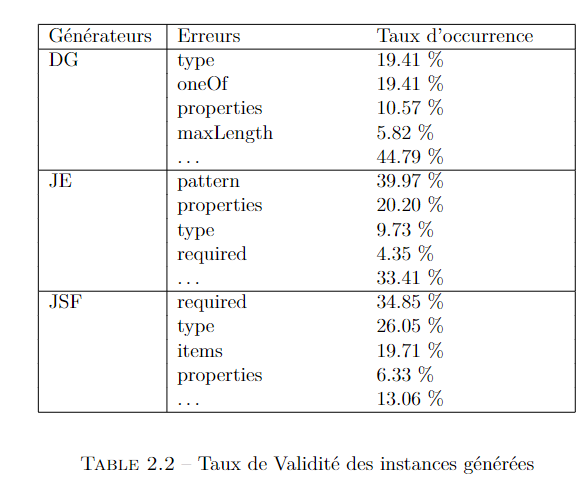 Générateurs Erreurs Taux d'occurrence
DG type 19.41 %
oneOf 19.41 %
properties 10.57 %
maxLength 5.82 %
... 44.79 %
JE pattern 39.97 %
properties 20.20 %
type 9.73 %
required 4.35 %
... 33.41 %
JSF required 34.85 %
type 26.05 %
items 19.71 %
properties 6.33 %
... 13.06 %
TABLE 2.2 – Taux de Validité des instances générées